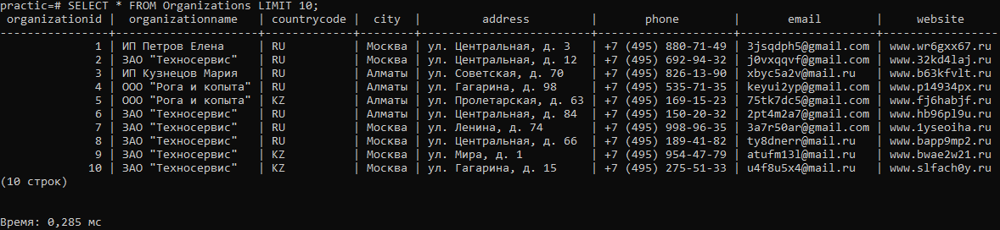 practic=# SELECT * FROM Organizations LIMIT 10;
organizationid | organizationname | countrycode | city | address | phone | email | website
----------------+------------------+-------------+--------+------------------------+--------------------+--------------------+----------------
1 | ИП Петров Елена | RU | Москва | ул. Центральная, д. 3 | +7 (495) 880-71-49 | 3jsqdph5@gmail.com | www.wr6gxx67.ru
2 | ЗАО "Техносервис" | RU | Москва | ул. Центральная, д. 12 | +7 (495) 692-94-32 | j0vxqqvf@gmail.com | www.32kd4laj.ru
3 | ИП Кузнецов Мария | RU | Алматы | ул. Советская, д. 70 | +7 (495) 826-13-90 | xbyc5a2v@mail.ru | www.b63kfvlt.ru
4 | ООО "Рога и копыта" | RU | Алматы | ул. Гагарина, д. 98 | +7 (495) 535-71-35 | keyui2yp@gmail.com | www.p14934px.ru
5 | ООО "Рога и копыта" | KZ | Алматы | ул. Пролетарская, д. 63 | +7 (495) 169-15-23 | 75tk7dc5@gmail.com | www.fj6habjf.ru
6 | ЗАО "Техносервис" | RU | Алматы | ул. Центральная, д. 84 | +7 (495) 150-20-32 | 2pt4m2a7@gmail.com | www.hb96pl9u.ru
7 | ЗАО "Техносервис" | RU | Москва | ул. Ленина, д. 74 | +7 (495) 998-96-35 | 3a7r50ar@gmail.com | www.1yseoiha.ru
8 | ЗАО "Техносервис" | RU | Москва | ул. Центральная, д. 66 | +7 (495) 189-41-82 | ty8dnerr@mail.ru | www.bapp9mp2.ru
9 | ЗАО "Техносервис" | KZ | Москва | ул. Мира, д. 1 | +7 (495) 954-47-79 | atufm13l@mail.ru | www.bwae2w21.ru
10 | ЗАО "Техносервис" | KZ | Москва | ул. Гагарина, д. 15 | +7 (495) 275-51-33 | u4f8u5x4@mail.ru | www.slfach0y.ru
(10 строк)
Время: 0,285 мс